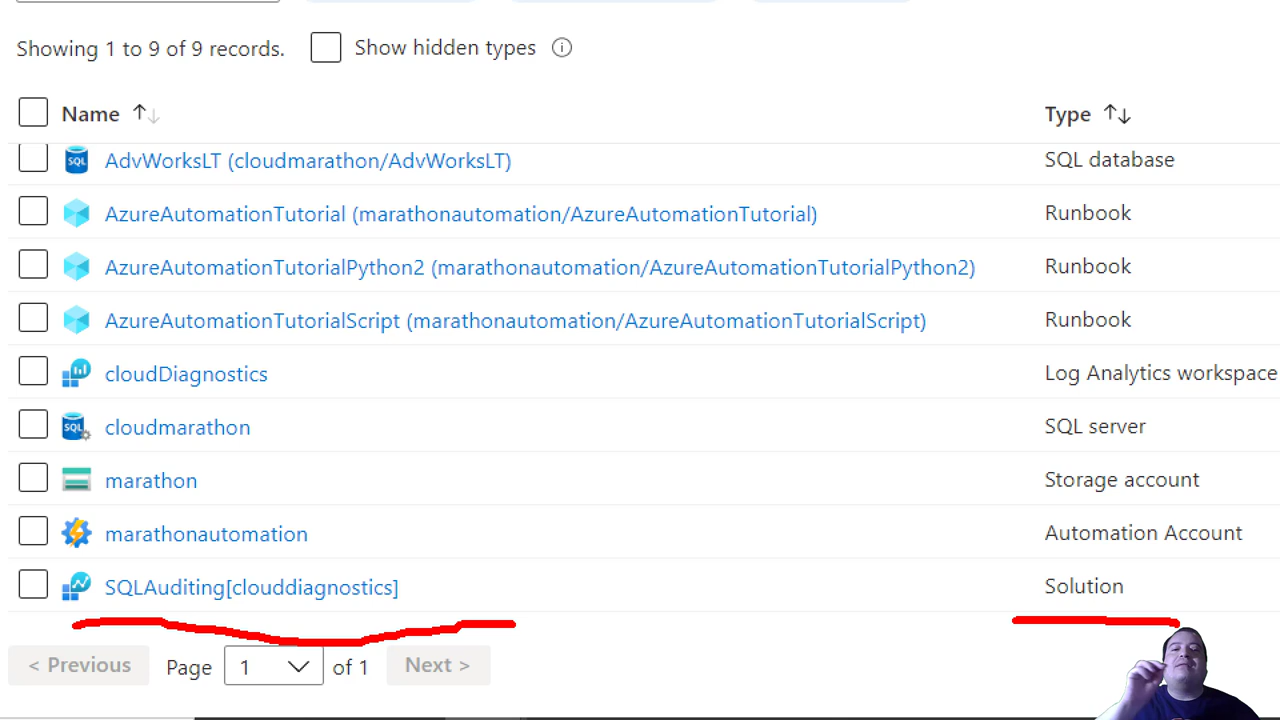 Showing 1 to 9 of 9 records. Show hidden types
Name Type
SQL AdvWorksLT (cloudmarathon/AdvWorksLT) SQL database
AzureAutomationTutorial (marathonautomation/AzureAutomationTutorial) Runbook
AzureAutomationTutorialPython2 (marathonautomation/AzureAutomationTutorialPython2) Runbook
AzureAutomationTutorialScript (marathonautomation/AzureAutomationTutorialScript) Runbook
cloudDiagnostics Log Analytics workspace
SQL cloudmarathon SQL server
marathon Storage account
marathonautomation Automation Account
SQLAuditing[clouddiagnostics] Solution
< Previous Page 1 of 1 Next >